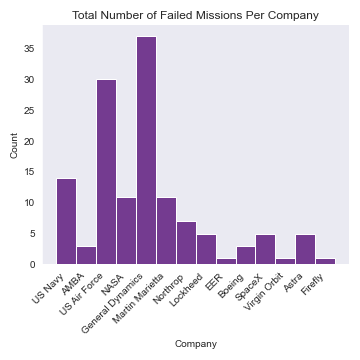 Total Number of Failed Missions Per Company
Count
35
30
25
20
15
10
5
0
US Navy
AMBA
US Air Force
NASA
General Dynamics
Martin Marietta
Northrop
Lockheed
EER
Boeing
SpaceX
Virgin Orbit
Astra
Firefly
Company